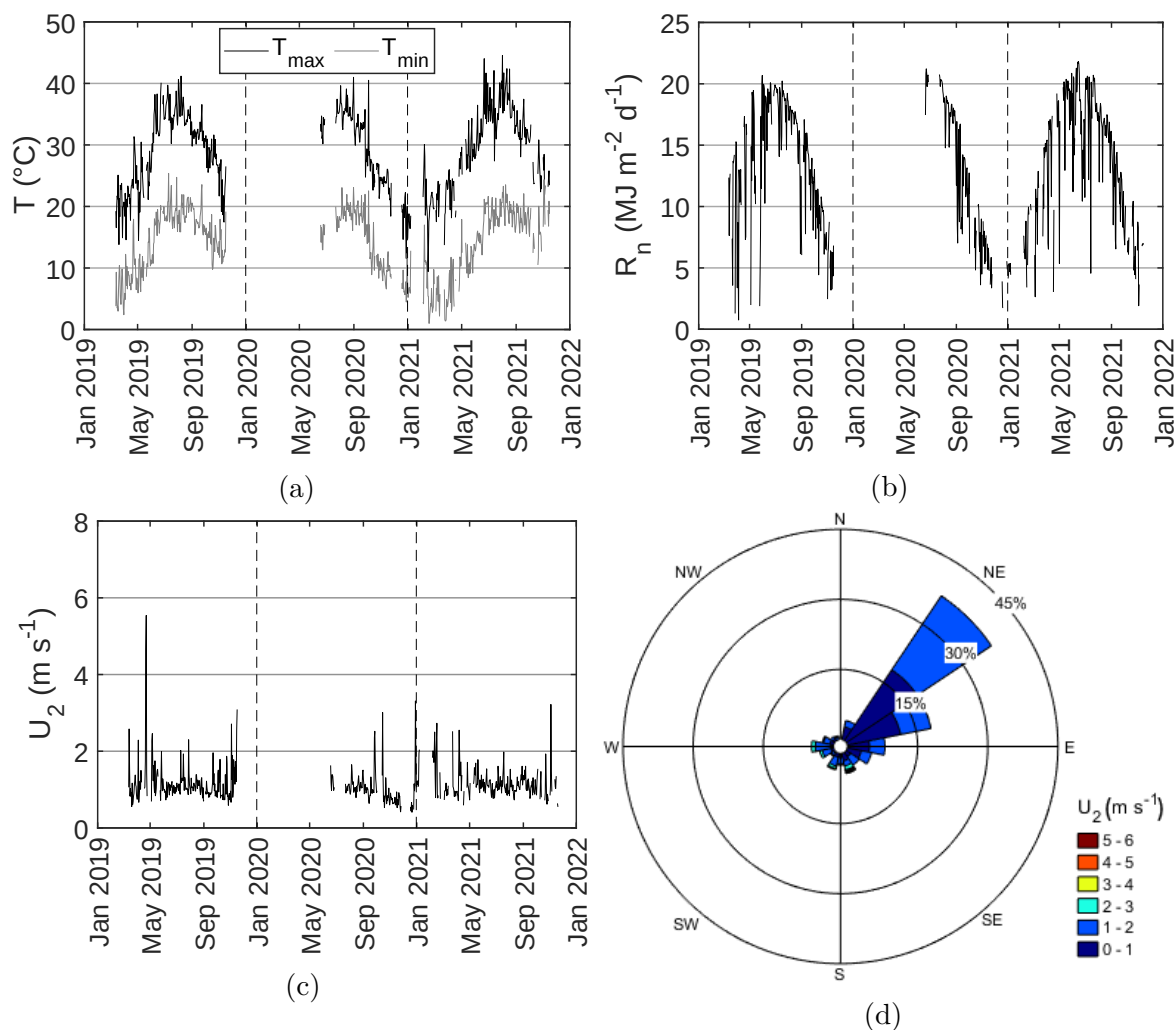 50
40
30
20
10
0
T (°C)
T_max T_min
Jan 2019
May 2019
Sep 2019
Jan 2020
May 2020
Sep 2020
Jan 2021
May 2021
Sep 2021
Jan 2022
(a)
25
20
15
10
5
0
R_n (MJ m^-2 d^-1)
Jan 2019
May 2019
Sep 2019
Jan 2020
May 2020
Sep 2020
Jan 2021
May 2021
Sep 2021
Jan 2022
(b)
8
6
4
2
0
U_2 (m s^-1)
Jan 2019
May 2019
Sep 2019
Jan 2020
May 2020
Sep 2020
Jan 2021
May 2021
Sep 2021
Jan 2022
(c)
N
NW
NE
45%
30%
15%
W
E
SW
SE
S
U_2 (m s^-1)
5 - 6
4 - 5
3 - 4
2 - 3
1 - 2
0 - 1
(d)